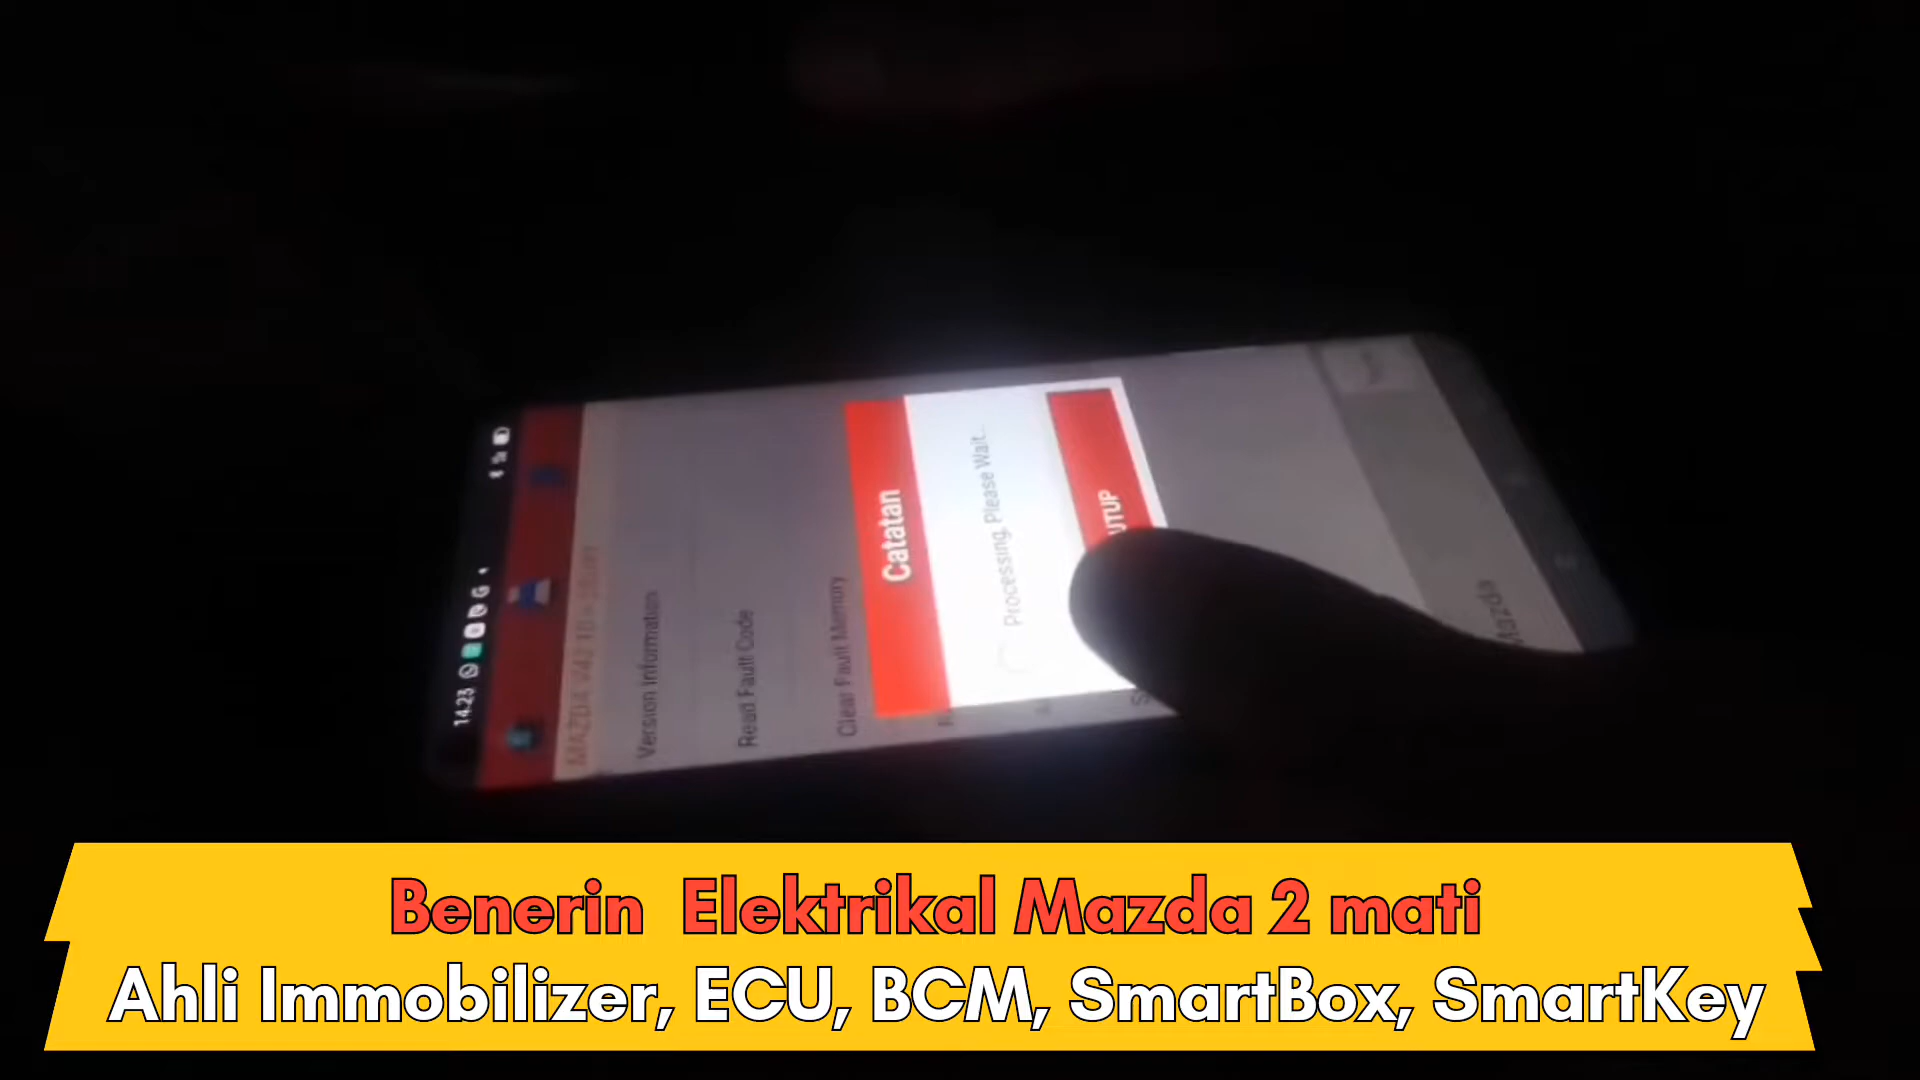 14.23
G
Version Information
Read Fault Code
Clear Fault Memory
Catatan
Processing, Please Wait...
UTUP
Mazda
Benerin Elektrikal Mazda 2 mati
Ahli Immobilizer, ECU, BCM, SmartBox, SmartKey